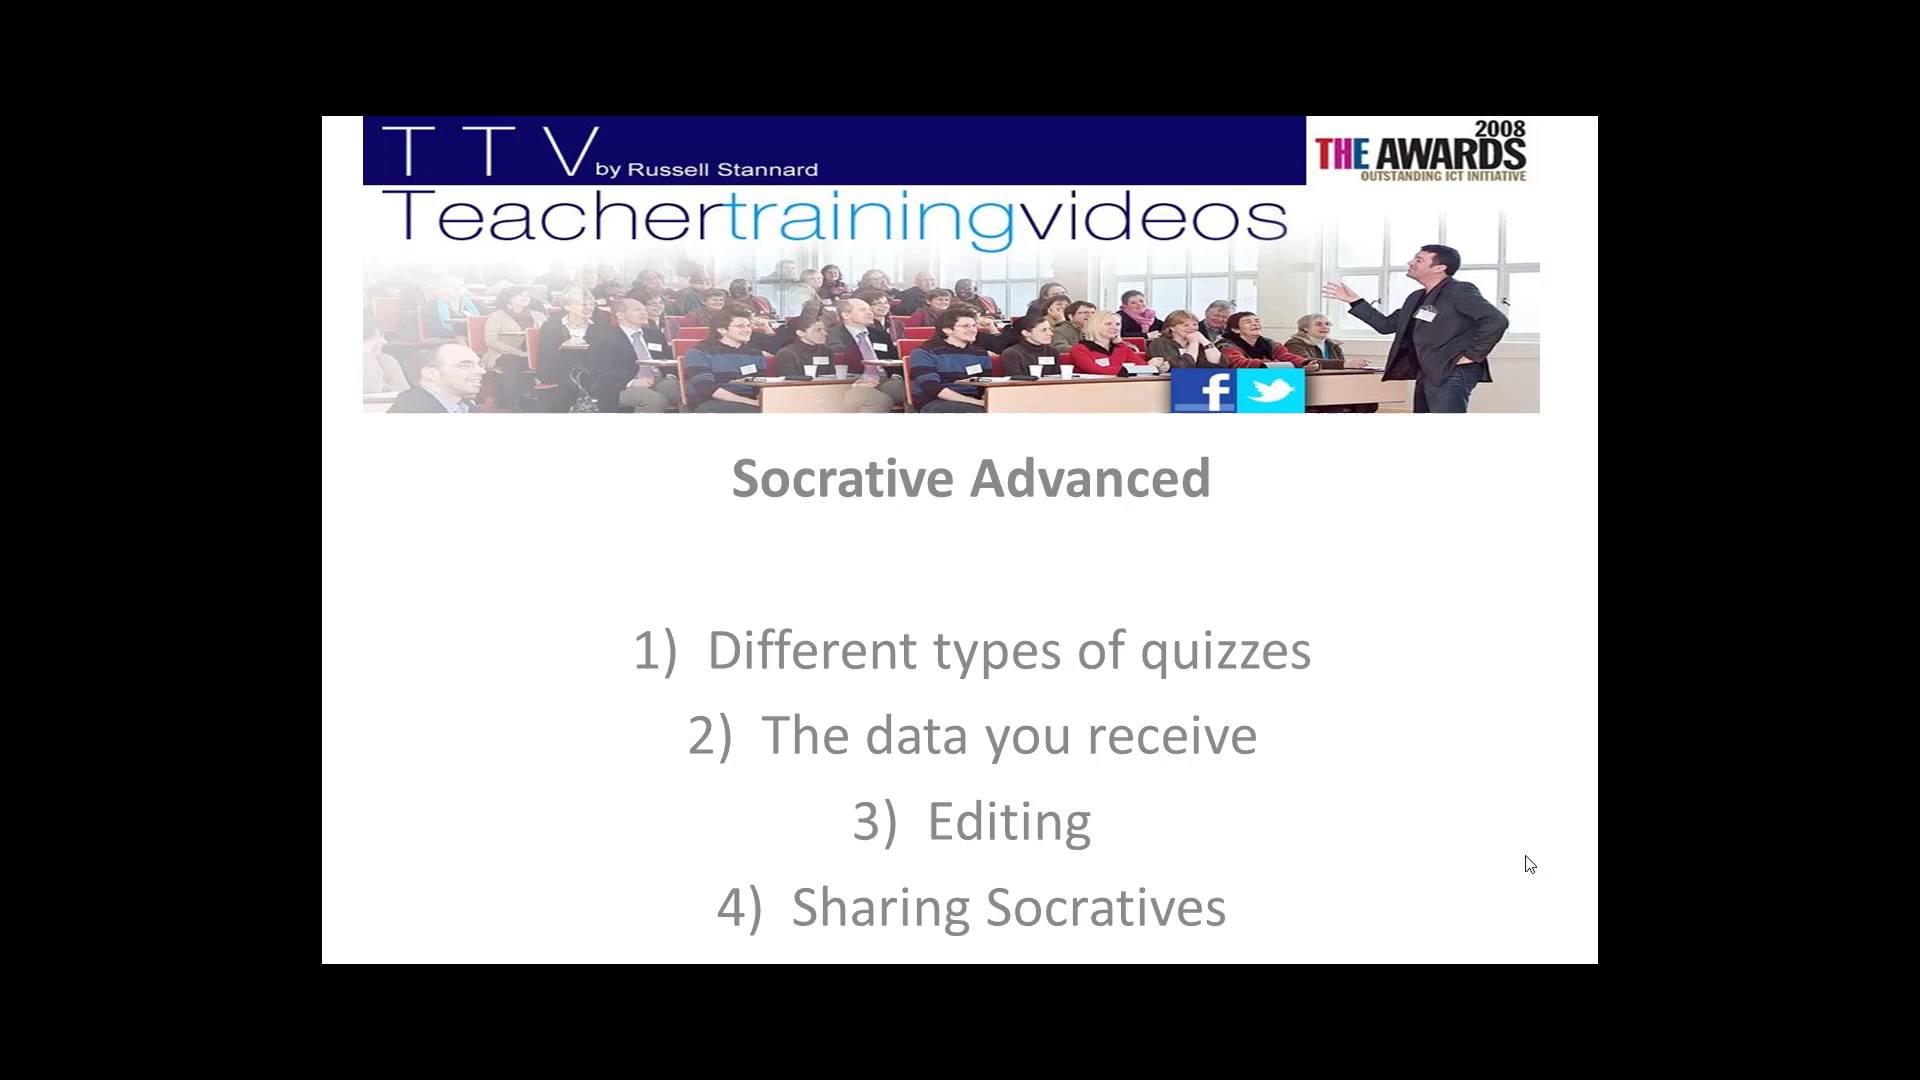 T T V by Russell Stannard
2008
THE AWARDS
OUTSTANDING ICT INITIATIVE
Teachertrainingvideos
f
Socrative Advanced
1) Different types of quizzes
2) The data you receive
3) Editing
4) Sharing Socratives